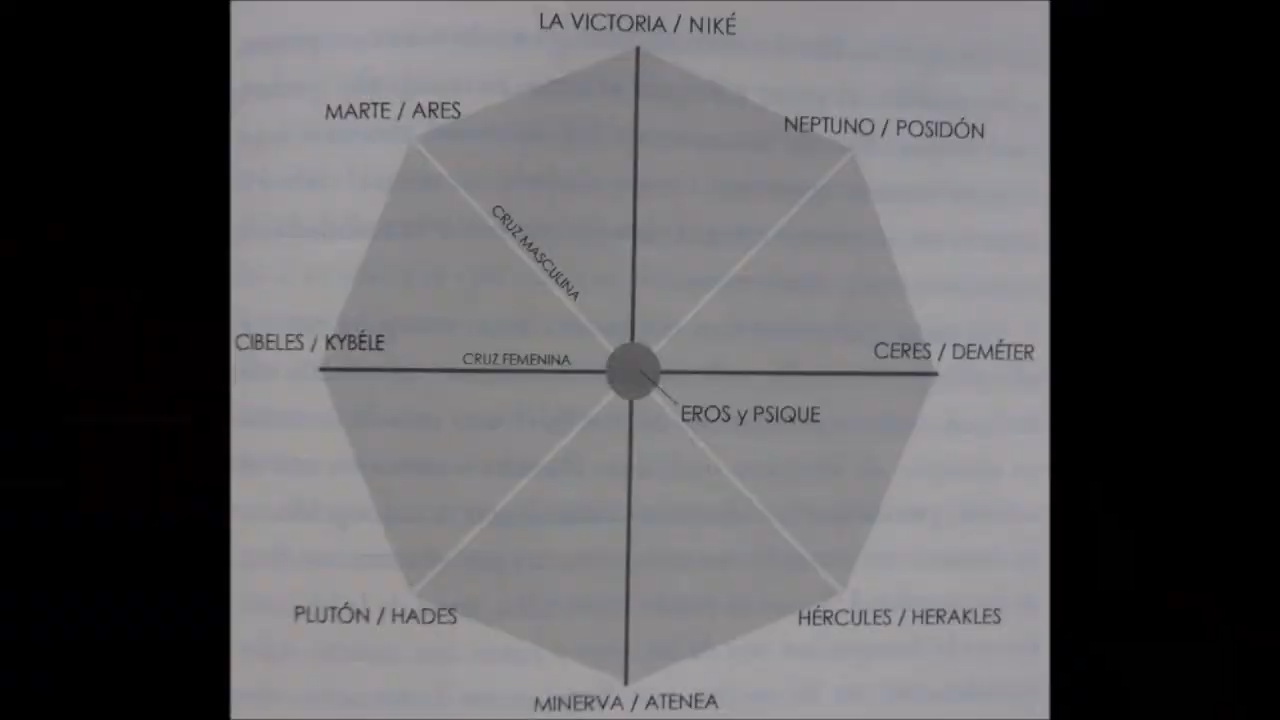 LA VICTORIA / NIKÉ
MARTE / ARES
NEPTUNO / POSIDÓN
CRUZ MASCULINA
CIBELES / KYBÉLE
CRUZ FEMENINA
CERES / DEMÉTER
EROS y PSIQUE
PLUTÓN / HADES
HÉRCULES / HERAKLES
MINERVA / ATENEA